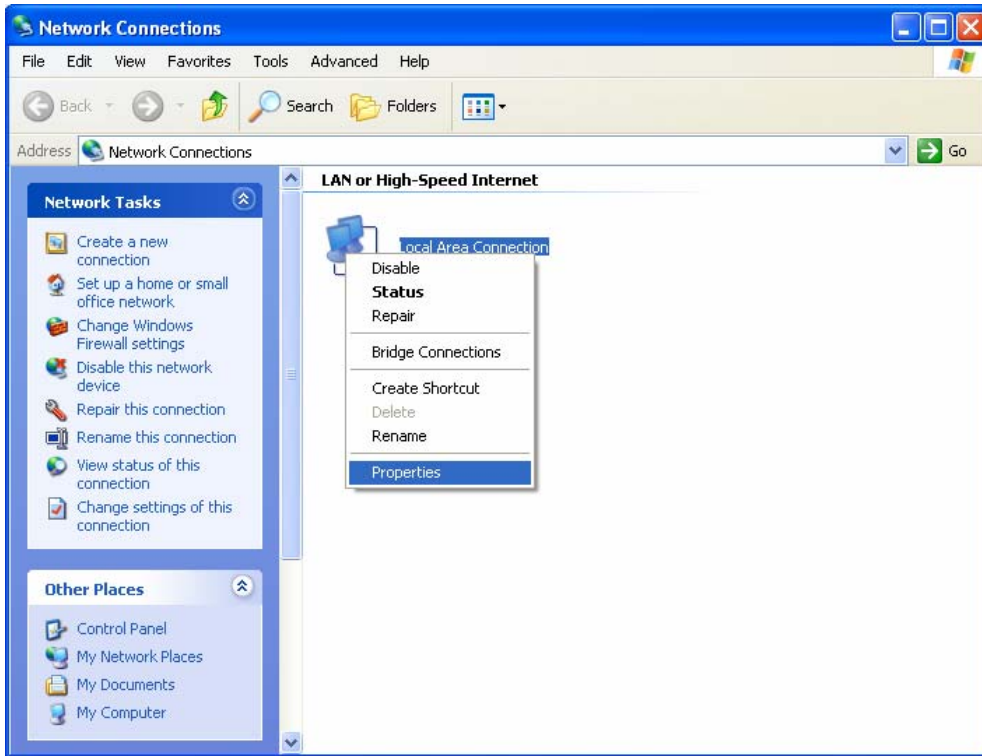 Network Connections
File Edit View Favorites Tools Advanced Help
Back Search Folders
Address Network Connections Go
Network Tasks
Create a new
connection
Set up a home or small
office network
Change Windows
Firewall settings
Disable this network
device
Repair this connection
Rename this connection
View status of this
connection
Change settings of this
connection
Other Places
Control Panel
My Network Places
My Documents
My Computer
LAN or High-Speed Internet
Local Area Connection
Disable
Status
Repair
Bridge Connections
Create Shortcut
Delete
Rename
Properties